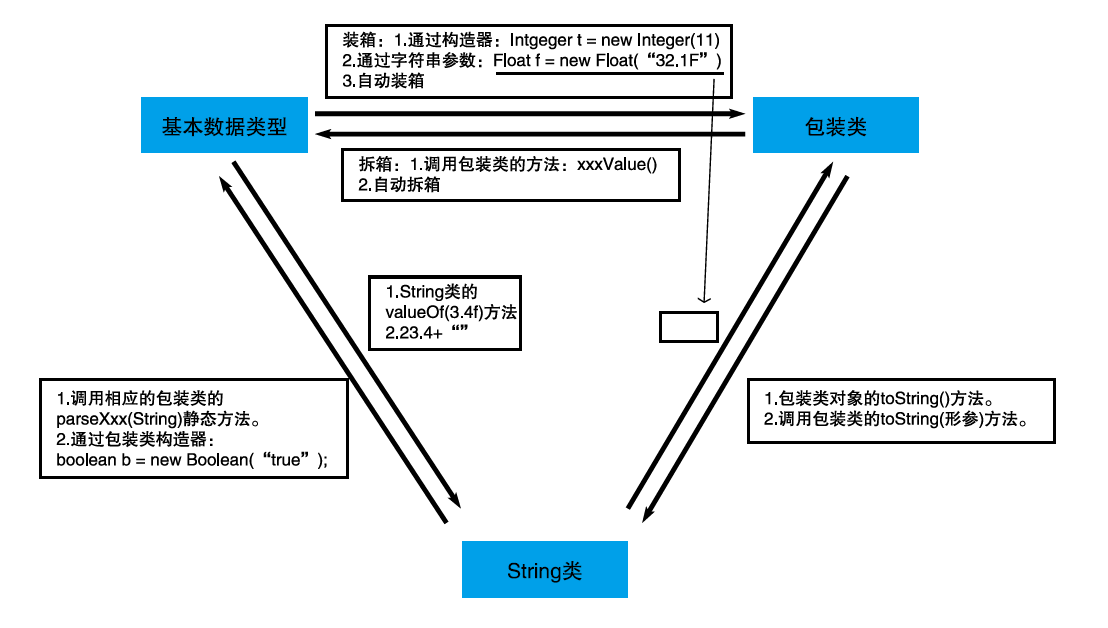 装箱：1.通过构造器：Intgeger t = new Integer(11)
2.通过字符串参数：Float f = new Float(“32.1F”)
3.自动装箱
基本数据类型
包装类
拆箱：1.调用包装类的方法：xxxValue()
2.自动拆箱
1.String类的
valueOf(3.4f)方法
2.23.4+“”
1.调用相应的包装类的
parseXxx(String)静态方法。
2.通过包装类构造器：
boolean b = new Boolean(“true”);
1.包装类对象的toString()方法。
2.调用包装类的toString(形参)方法。
String类